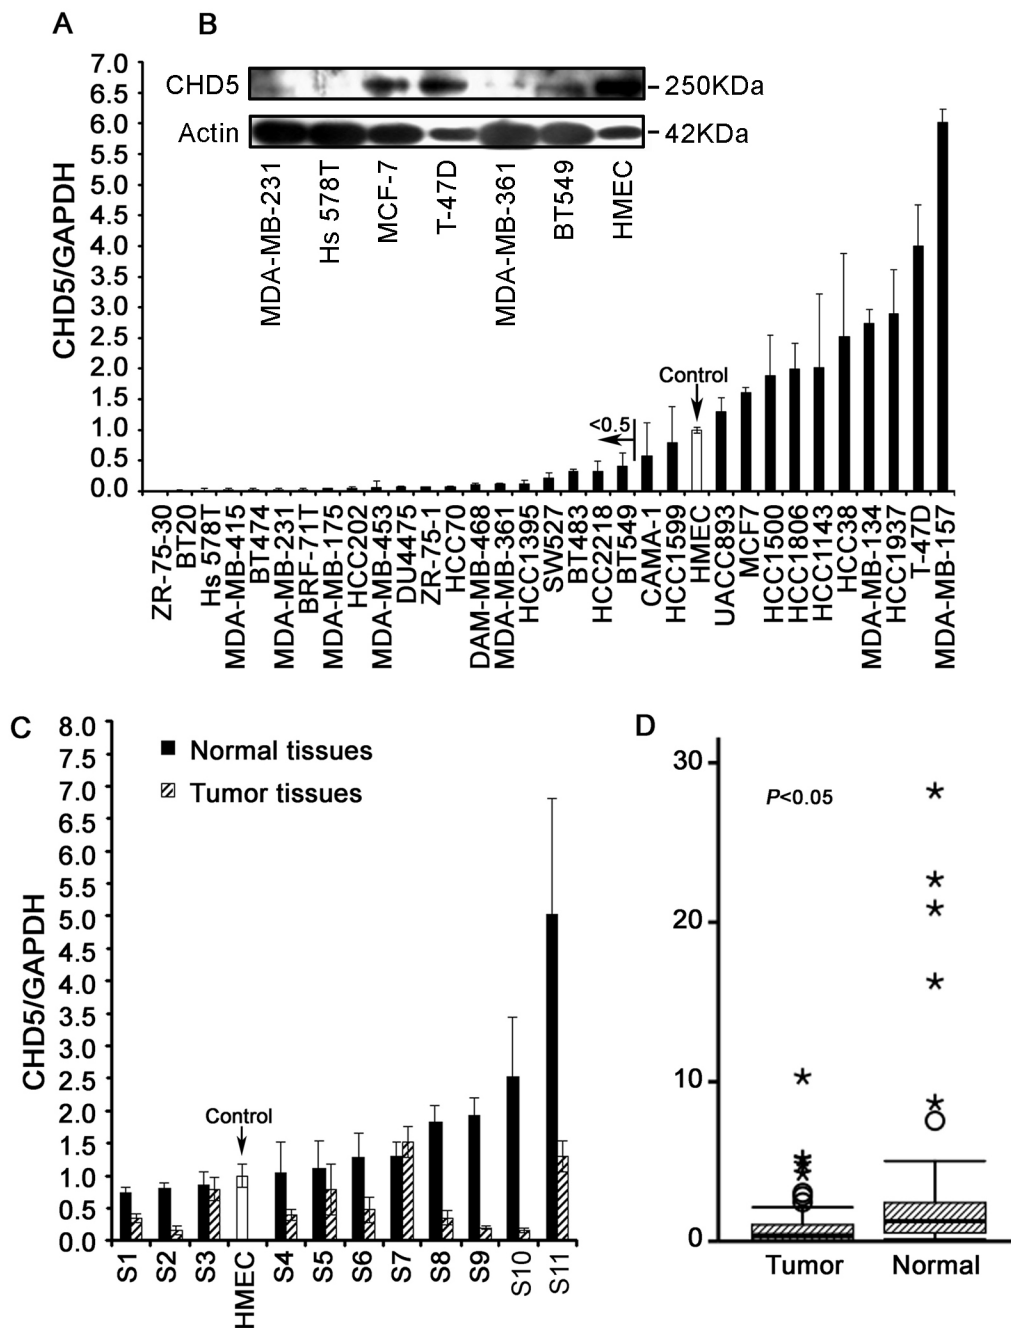 A
B
CHD5/GAPDH
7.0
6.5
6.0
5.5
5.0
4.5
4.0
3.5
3.0
2.5
2.0
1.5
1.0
0.5
0.0
CHD5
250KDa
Actin
42KDa
MDA-MB-231
Hs 578T
MCF-7
T-47D
MDA-MB-361
BT549
HMEC
Control
<0.5
ZR-75-30
BT20
Hs 578T
MDA-MB-415
BT474
MDA-MB-231
BRF-71T
MDA-MB-175
HCC202
MDA-MB-453
DU4475
ZR-75-1
HCC70
DAM-MB-468
MDA-MB-361
HCC1395
SW527
BT483
HCC2218
BT549
CAMA-1
HCC1599
HMEC
UACC893
MCF7
HCC1500
HCC1806
HCC1143
HCC38
MDA-MB-134
HCC1937
T-47D
MDA-MB-157
C
CHD5/GAPDH
8.0
7.5
7.0
6.5
6.0
5.5
5.0
4.5
4.0
3.5
3.0
2.5
2.0
1.5
1.0
0.5
0.0
Normal tissues
Tumor tissues
Control
S1
S2
S3
HMEC
S4
S5
S6
S7
S8
S9
S10
S11
D
30
20
10
0
P<0.05
Tumor
Normal